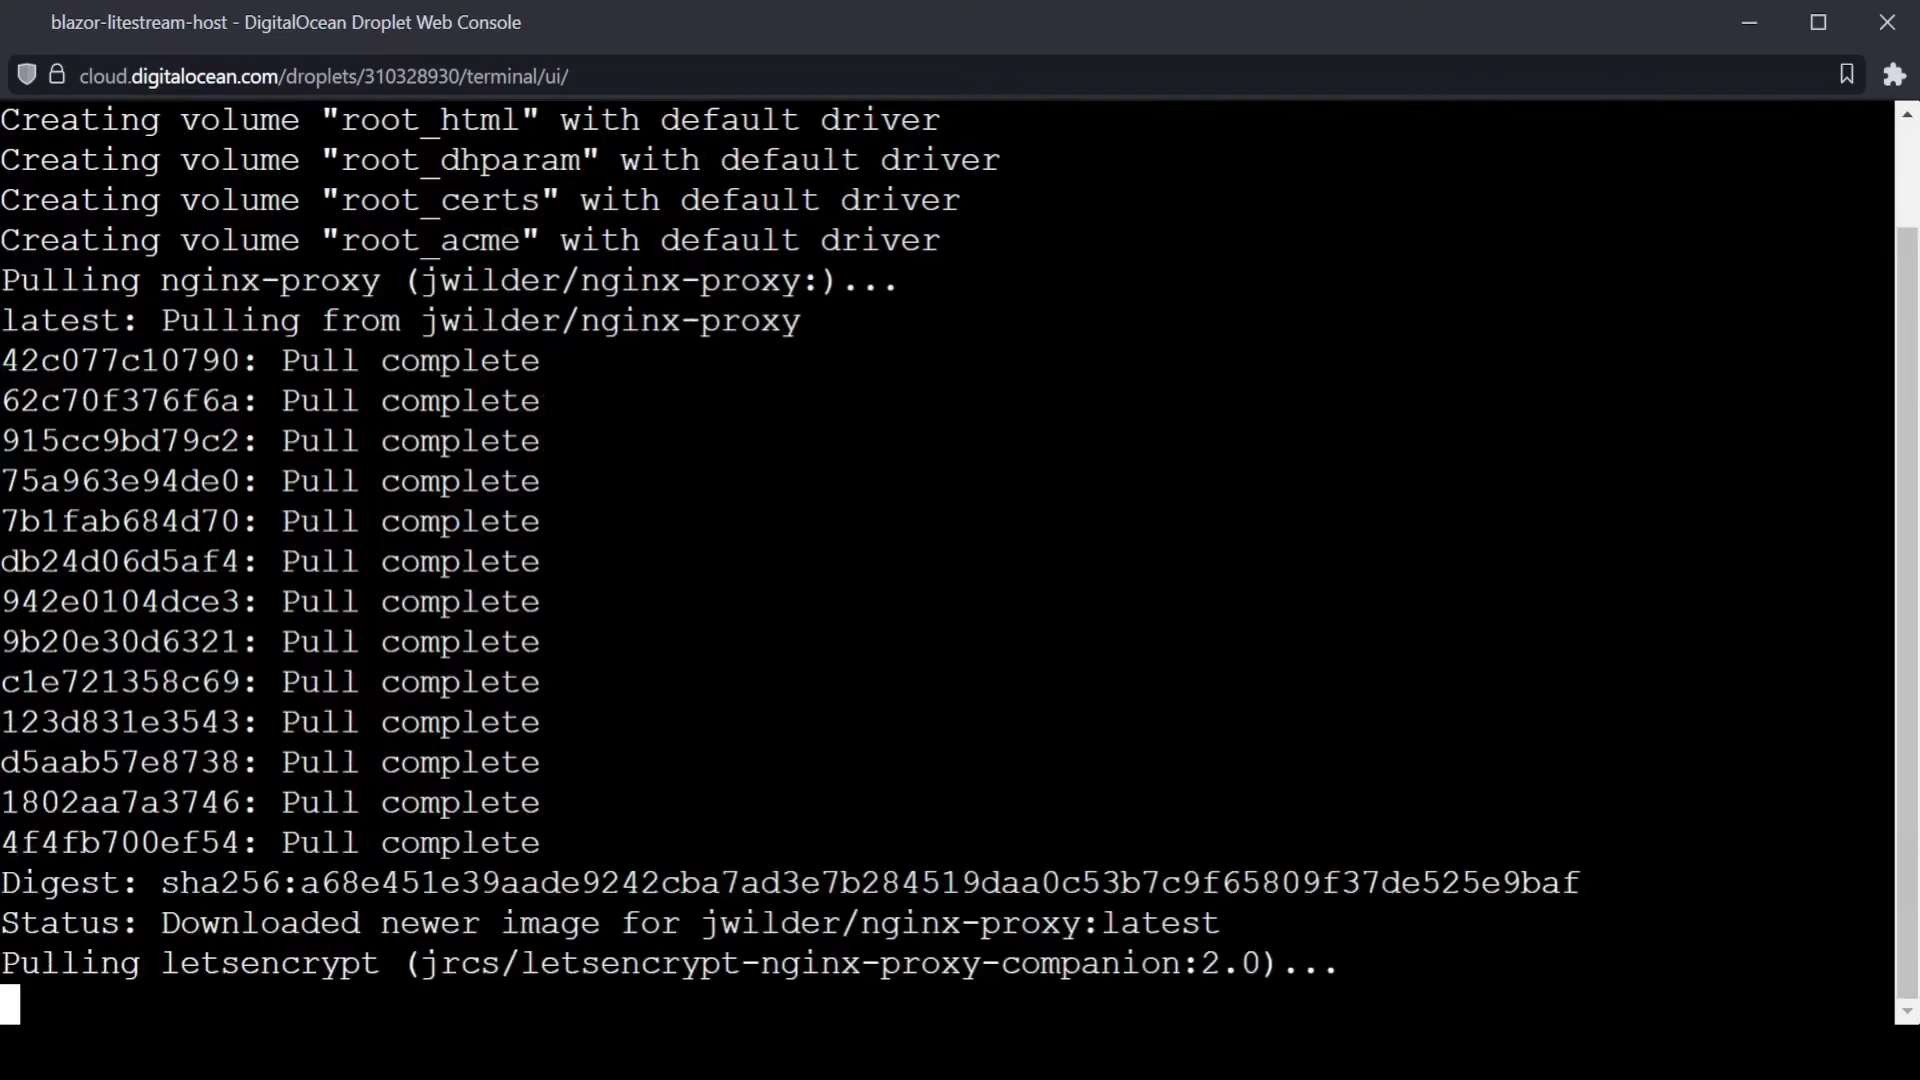 blazor-litestream-host - DigitalOcean Droplet Web Console
cloud.digitalocean.com/droplets/310328930/terminal/ui/
Creating volume "root_html" with default driver
Creating volume "root_dhparam" with default driver
Creating volume "root_certs" with default driver
Creating volume "root_acme" with default driver
Pulling nginx-proxy (jwilder/nginx-proxy:)...
latest: Pulling from jwilder/nginx-proxy
42c077c10790: Pull complete
62c70f376f6a: Pull complete
915cc9bd79c2: Pull complete
75a963e94de0: Pull complete
7b1fab684d70: Pull complete
db24d06d5af4: Pull complete
942e0104dce3: Pull complete
9b20e30d6321: Pull complete
c1e721358c69: Pull complete
123d831e3543: Pull complete
d5aab57e8738: Pull complete
1802aa7a3746: Pull complete
4f4fb700ef54: Pull complete
Digest: sha256:a68e451e39aade9242cba7ad3e7b284519daa0c53b7c9f65809f37de525e9baf
Status: Downloaded newer image for jwilder/nginx-proxy:latest
Pulling letsencrypt (jrcs/letsencrypt-nginx-proxy-companion:2.0)...